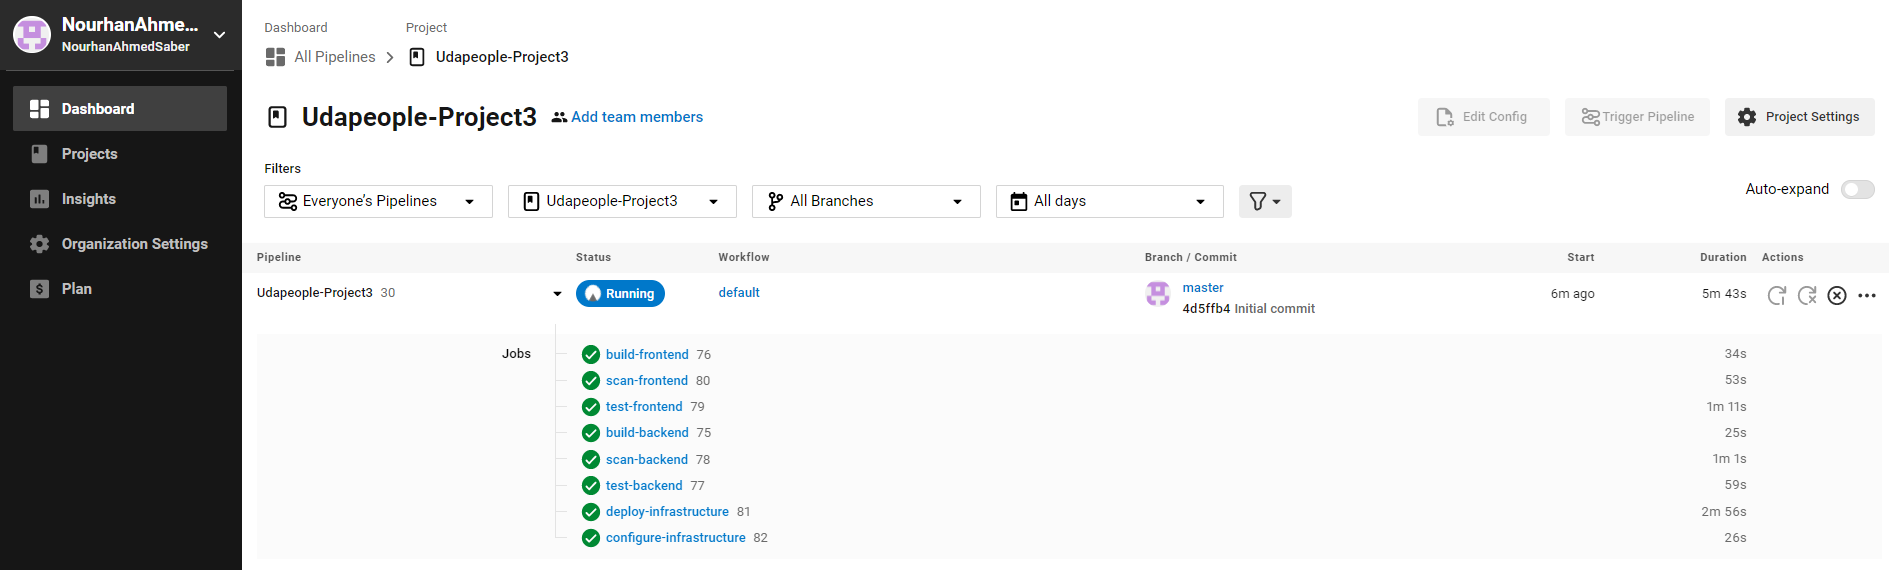 NourhanAhme...
NourhanAhmedSaber
Dashboard
Projects
Insights
Organization Settings
Plan
Dashboard Project
All Pipelines Udapeople-Project3
Udapeople-Project3 Add team members
Edit Config Trigger Pipeline Project Settings
Filters
Everyone's Pipelines Udapeople-Project3 All Branches All days
Auto-expand
Pipeline Status Workflow Branch / Commit Start Duration Actions
Udapeople-Project3 30 Running default master 6m ago 5m 43s
4d5ffb4 Initial commit
Jobs build-frontend 76 34s
scan-frontend 80 53s
test-frontend 79 1m 11s
build-backend 75 25s
scan-backend 78 1m 1s
test-backend 77 59s
deploy-infrastructure 81 2m 56s
configure-infrastructure 82 26s